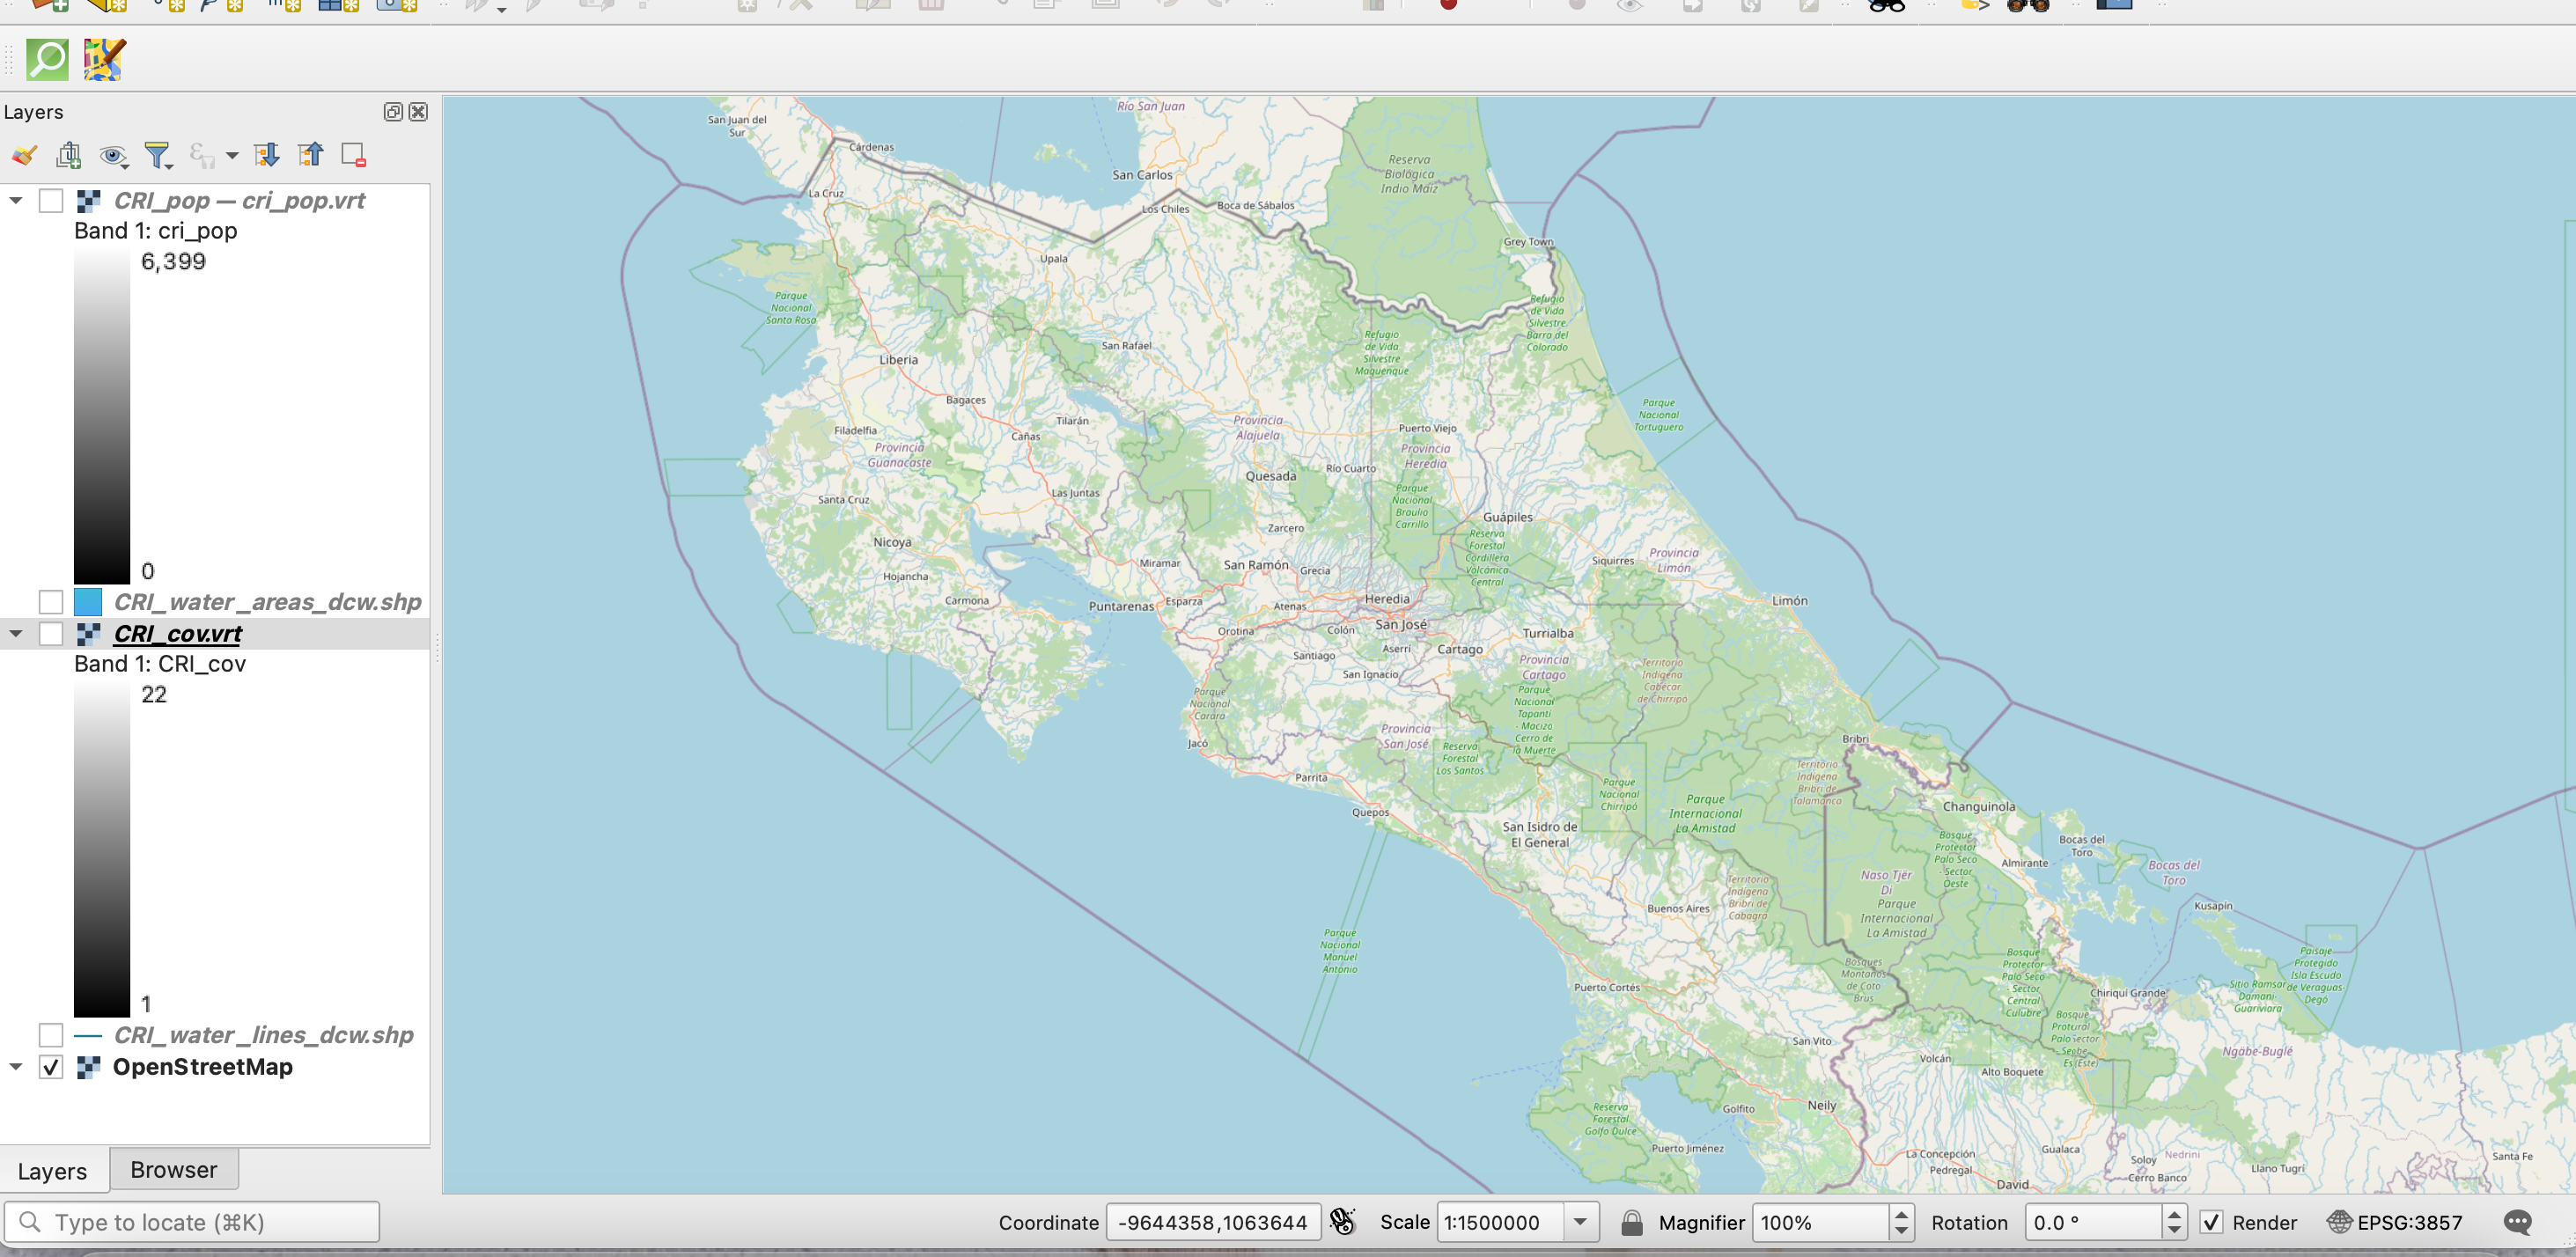 Layers
CRI_pop — cri_pop.vrt
Band 1: cri_pop
6,399
0
CRI_water_areas_dcw.shp
CRI_cov.vrt
Band 1: CRI_cov
22
1
CRI_water_lines_dcw.shp
OpenStreetMap
Layers
Browser
Type to locate (⌘K)
Río San Juan
San Juan del
Sur
Cárdenas
La Cruz
San Carlos
Los Chiles
Boca de Sábalos
Reserva
Biológica
Indio Maíz
Grey Town
Upala
Parque
Nacional
Santa Rosa
Refugio
de Vida
Silvestre
Barra del
Colorado
San Rafael
Refugio
de Vida
Silvestre
Maquenque
Liberia
Bagaces
Tilarán
Parque
Nacional
Tortuguero
Filadelfia
Cañas
Provincia
Alajuela
Puerto Viejo
Provincia
Guanacaste
Provincia
Heredia
Quesada
Río Cuarto
Santa Cruz
Las Juntas
Parque
Nacional
Braulio
Carrillo
Guápiles
Zarcero
Nicoya
Reserva
Forestal
Cordillera
Volcánica
Central
Miramar
San Ramón
Grecia
Siquirres
Provincia
Limón
Hojancha
Carmona
Puntarenas
Esparza
Atenas
Heredia
Limón
San José
Orotina
Colón
Turrialba
Santiago
Aserrí
Cartago
San Ignacio
Provincia
Cartago
Territorio
Indígena
Cabécar
de Chirripó
Parque
Nacional
Carara
Parque
Nacional
Tapantí
- Macizo
Cerro de
la Muerte
Jacó
Provincia
San José
Reserva
Forestal
Los Santos
Bribri
Parrita
Parque
Nacional
Chirripó
Territorio
Indígena
Bribri de
Talamanca
Quepos
Parque
Internacional
La Amistad
Changuinola
San Isidro de
El General
Bosque
Protector
Palo Seco
- Sector
Oeste
Bocas del
Toro
Almirante
Bocas del
Toro
Naso Tjër
Di
Parque
Internacional
La Amistad
Territorio
Indígena
Bribri de
Cabagra
Buenos Aires
Kusapín
Parque
Nacional
Manuel
Antonio
Bosques
Montanos
de Coto
Brus
Bosque
Protector
Palo Seco
- Sector
Central
Culubre
Paisaje
Protegido
Isla Escudo
de Veraguas
Degó
Puerto Cortés
Chiriquí Grande
Sitio Ramsar
Damani-
Guariviara
San Vito
Volcán
Alto Boquete
Ngäbe-Buglé
Reserva
Forestal
Golfo Dulce
Golfito
Neily
Puerto Jiménez
La Concepción
Pedregal
David
Gualaca
Soloy
Nedrini
Cerro Banco
Llano Tugrí
Santa Fe
Coordinate
-9644358,1063644
Scale
1:1500000
Magnifier
100%
Rotation
0.0 °
Render
EPSG:3857